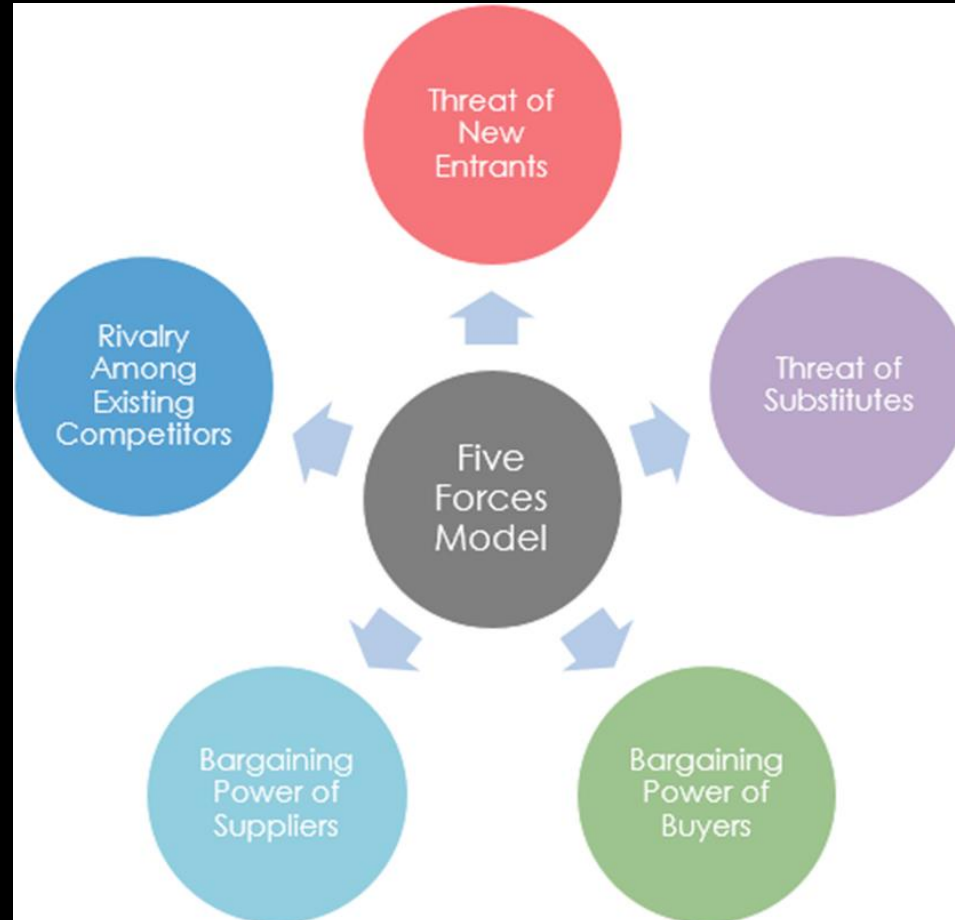 Threat of
New
Entrants
Rivalry
Among
Existing
Competitors
Threat of
Substitutes
Five
Forces
Model
Bargaining
Power of
Suppliers
Bargaining
Power of
Buyers